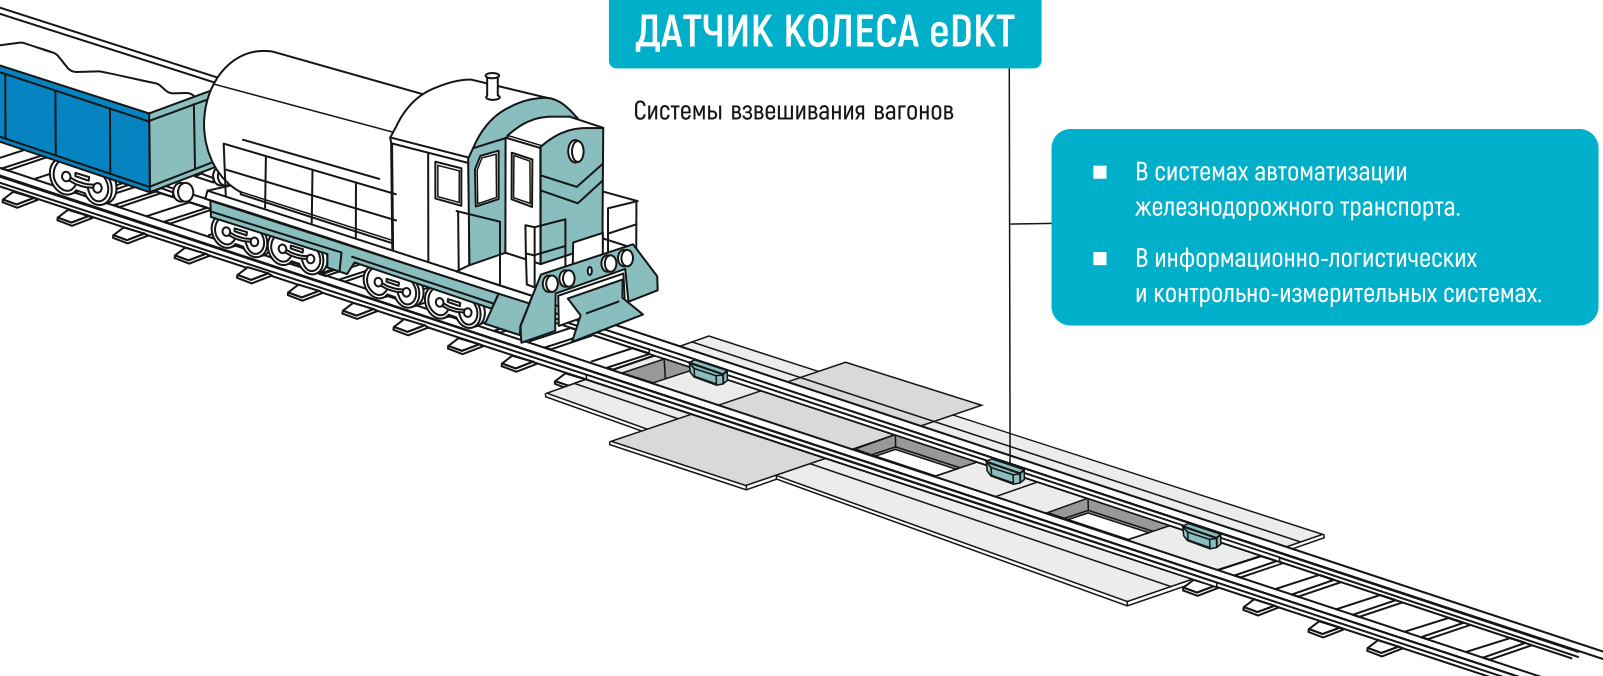 ДАТЧИК КОЛЕСА eDKT
Системы взвешивания вагонов
В системах автоматизации
железнодорожного транспорта.
В информационно-логистических
и контрольно-измерительных системах.